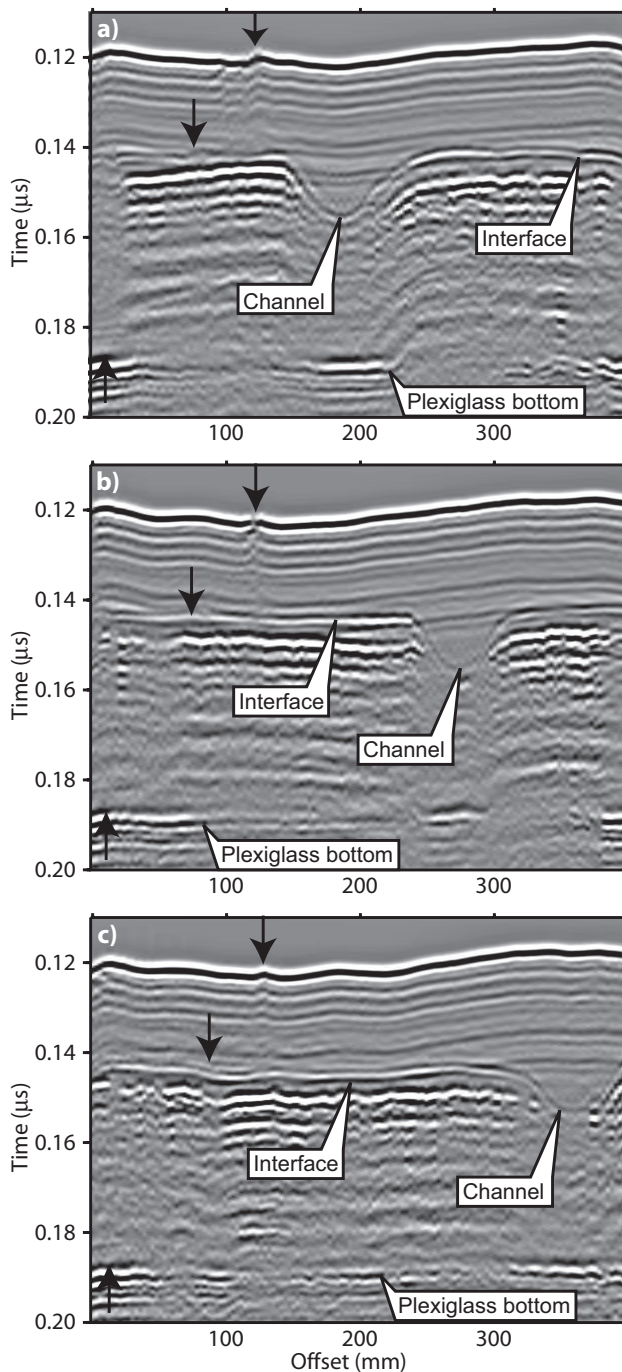 a)
0.12
0.14
0.16
0.18
0.20
Time (μs)
Interface
Channel
Plexiglass bottom
100
200
300
b)
0.12
0.14
0.16
0.18
0.20
Time (μs)
Interface
Channel
Plexiglass bottom
100
200
300
c)
0.12
0.14
0.16
0.18
0.20
Time (μs)
Interface
Channel
Plexiglass bottom
100
200
300
Offset (mm)